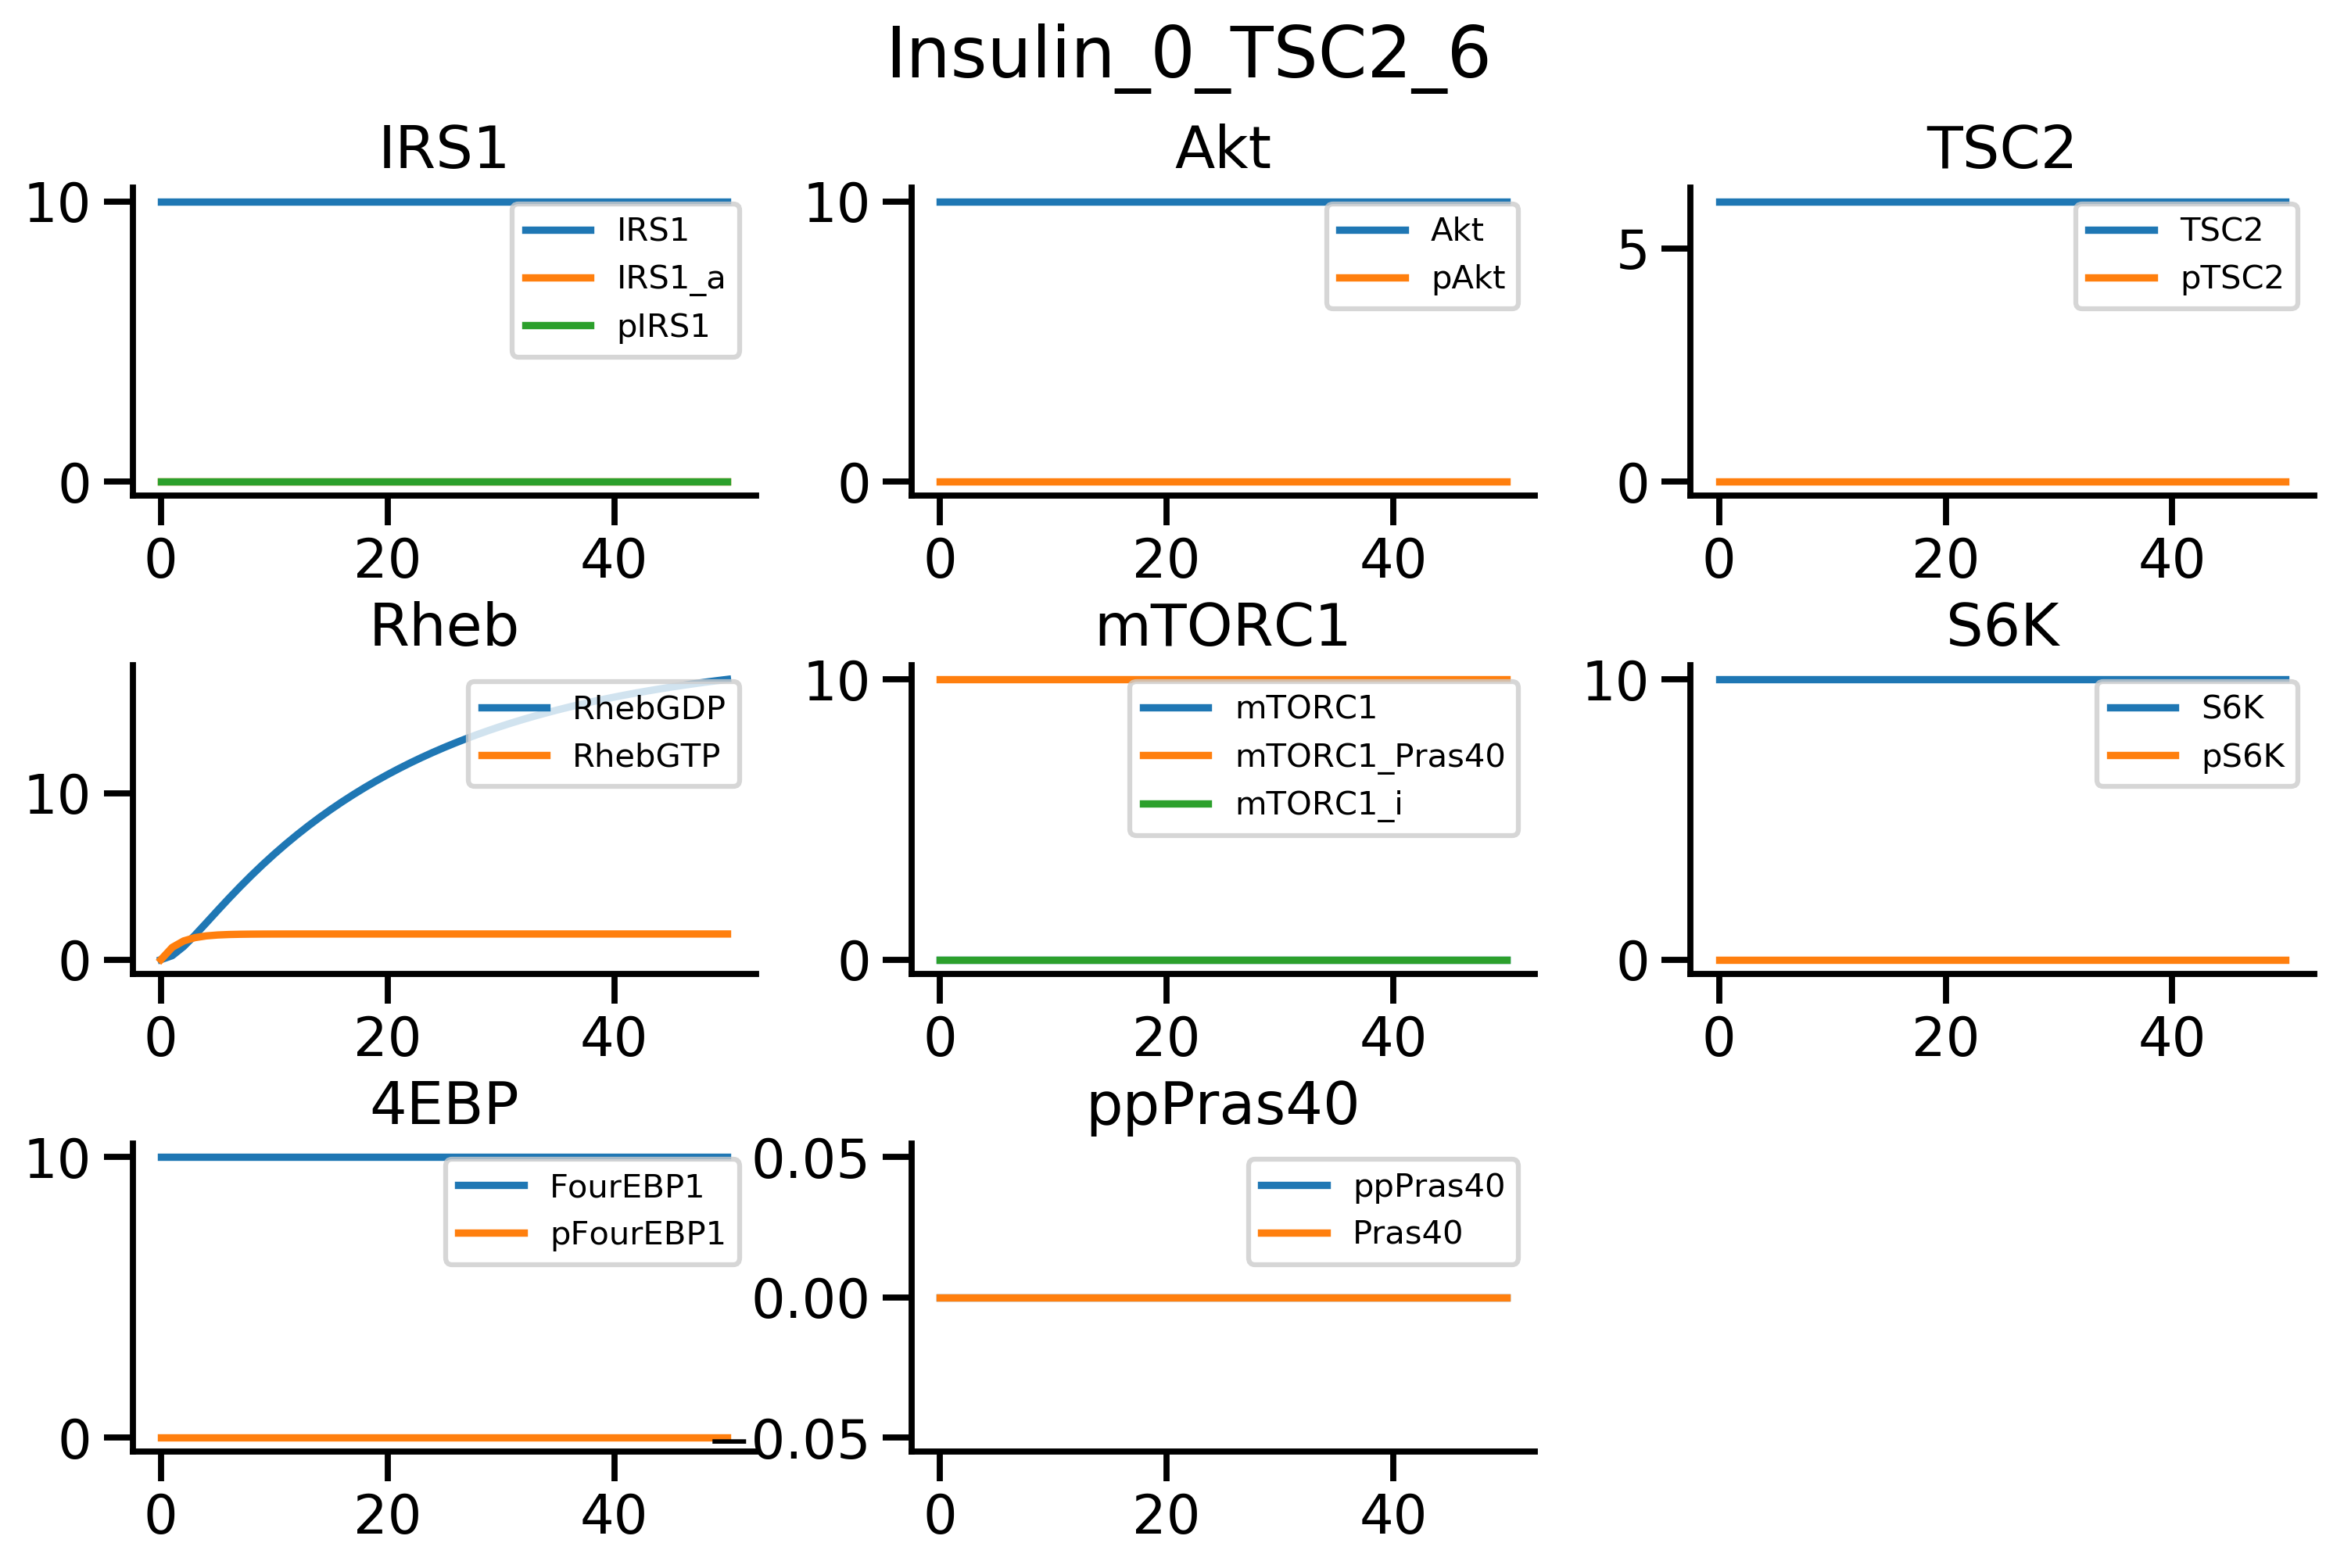 Insulin_0_TSC2_6
IRS1
10
0
0 20 40
IRS1
IRS1_a
pIRS1
Akt
10
0
0 20 40
Akt
pAkt
TSC2
5
0
0 20 40
TSC2
pTSC2
Rheb
10
0
0 20 40
RhebGDP
RhebGTP
mTORC1
10
0
0 20 40
mTORC1
mTORC1_Pras40
mTORC1_i
S6K
10
0
0 20 40
S6K
pS6K
4EBP
10
0
0 20 40
FourEBP1
pFourEBP1
ppPras40
0.05
0.00
−0.05
0 20 40
ppPras40
Pras40